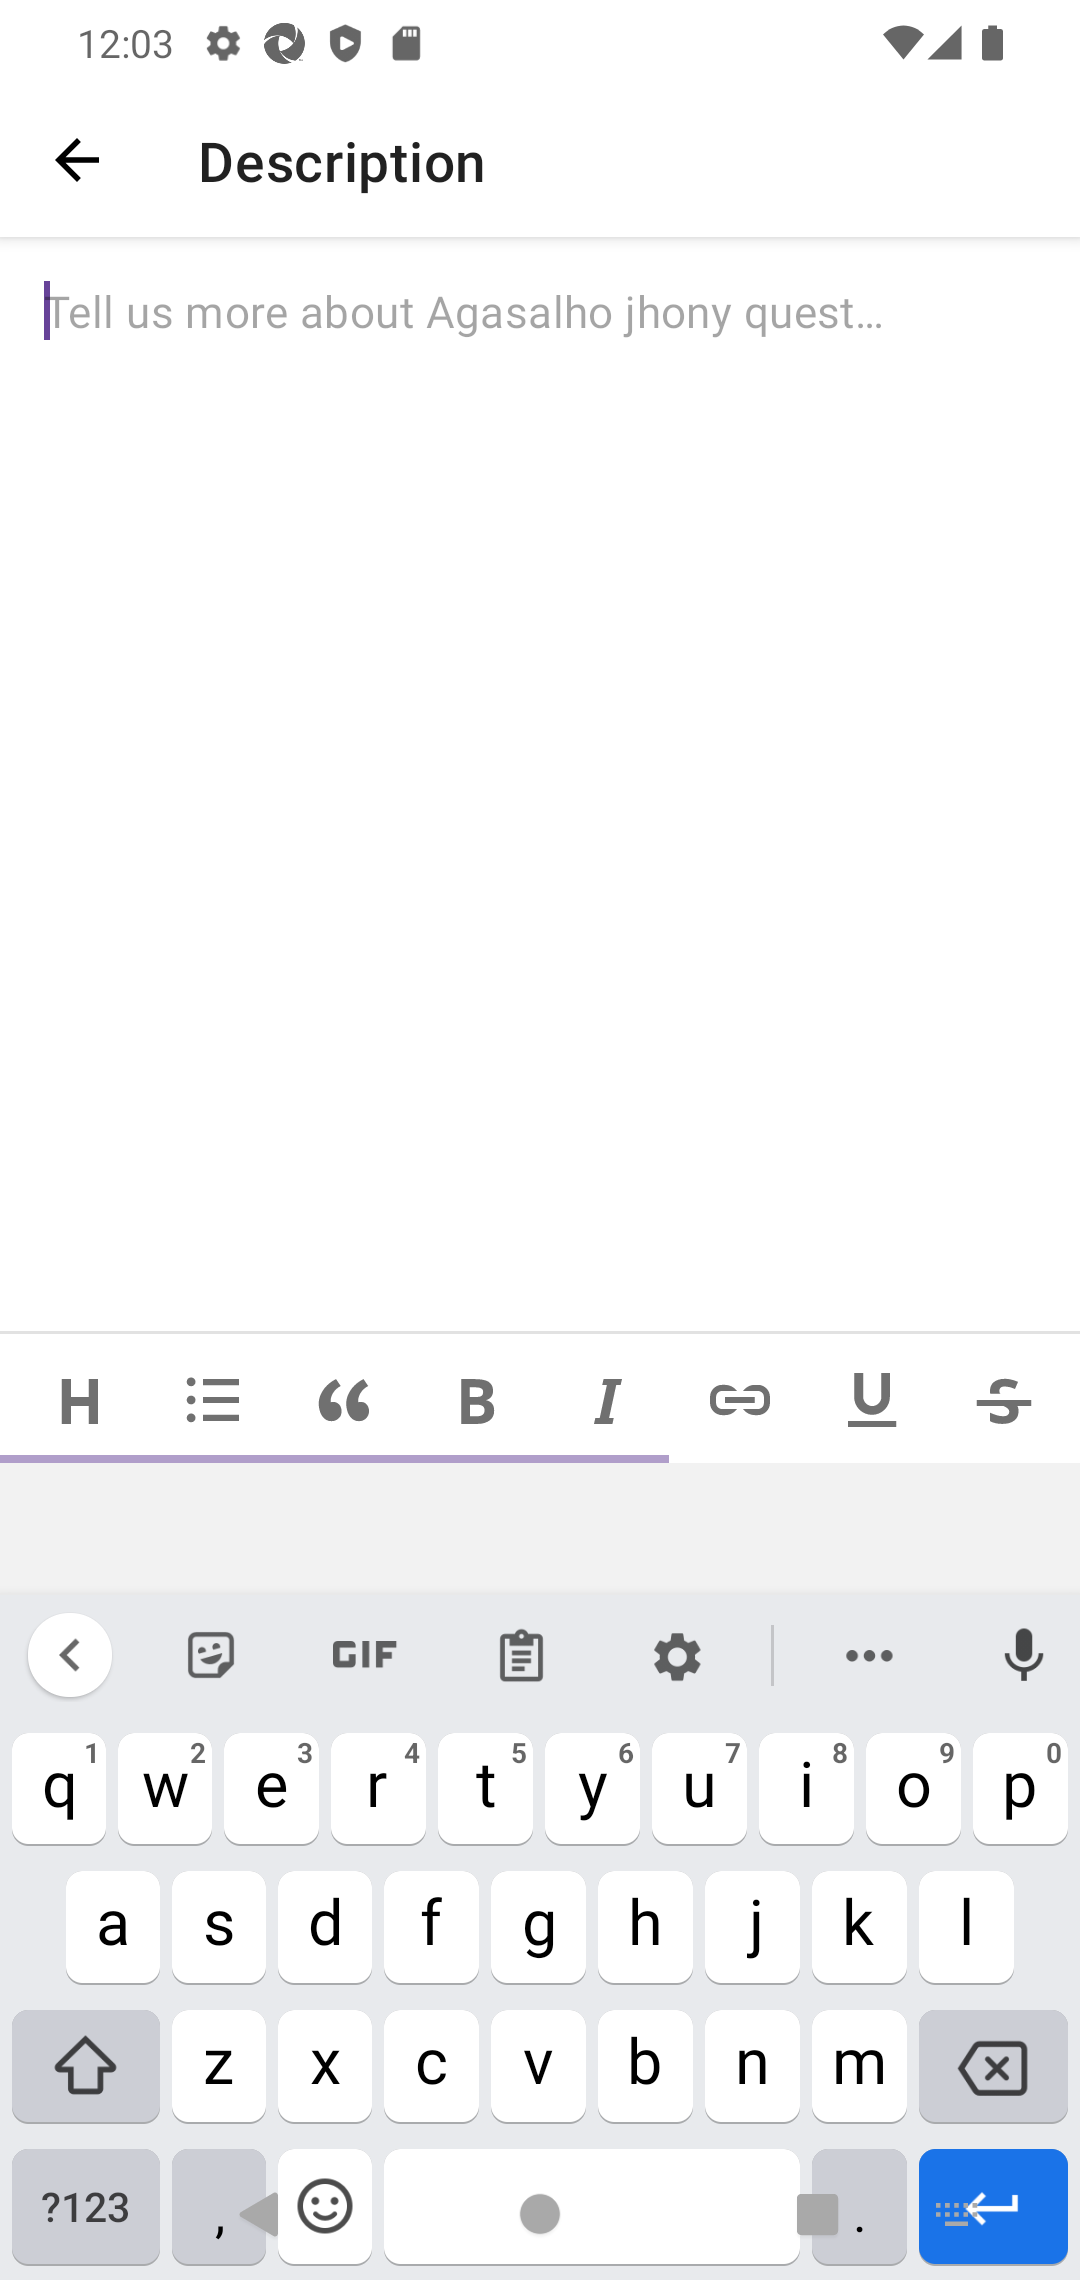 12:03
Description
Tell us more about Agasalho jhony quest…
H B I U S
GIF
q1 w2 e3 r4 t5 y6 u7 i8 o9 p0
a s d f g h j k l
z x c v b n m
?123 , .